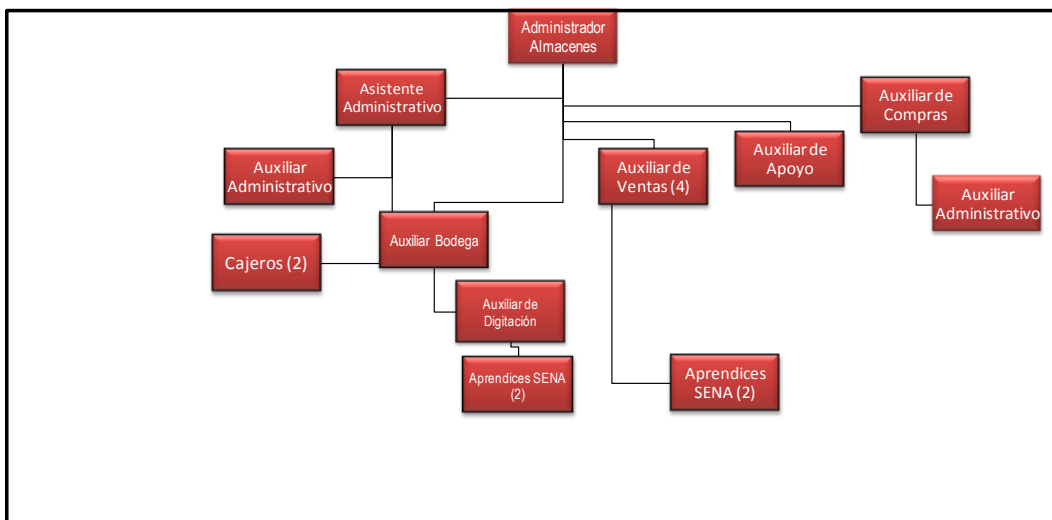 Administrador
Almacenes
Asistente
Administrativo
Auxiliar de
Compras
Auxiliar de
Apoyo
Auxiliar
Administrativo
Auxiliar de
Ventas (4)
Auxiliar
Administrativo
Auxiliar Bodega
Cajeros (2)
Auxiliar de
Digitación
Aprendices SENA
(2)
Aprendices
SENA (2)